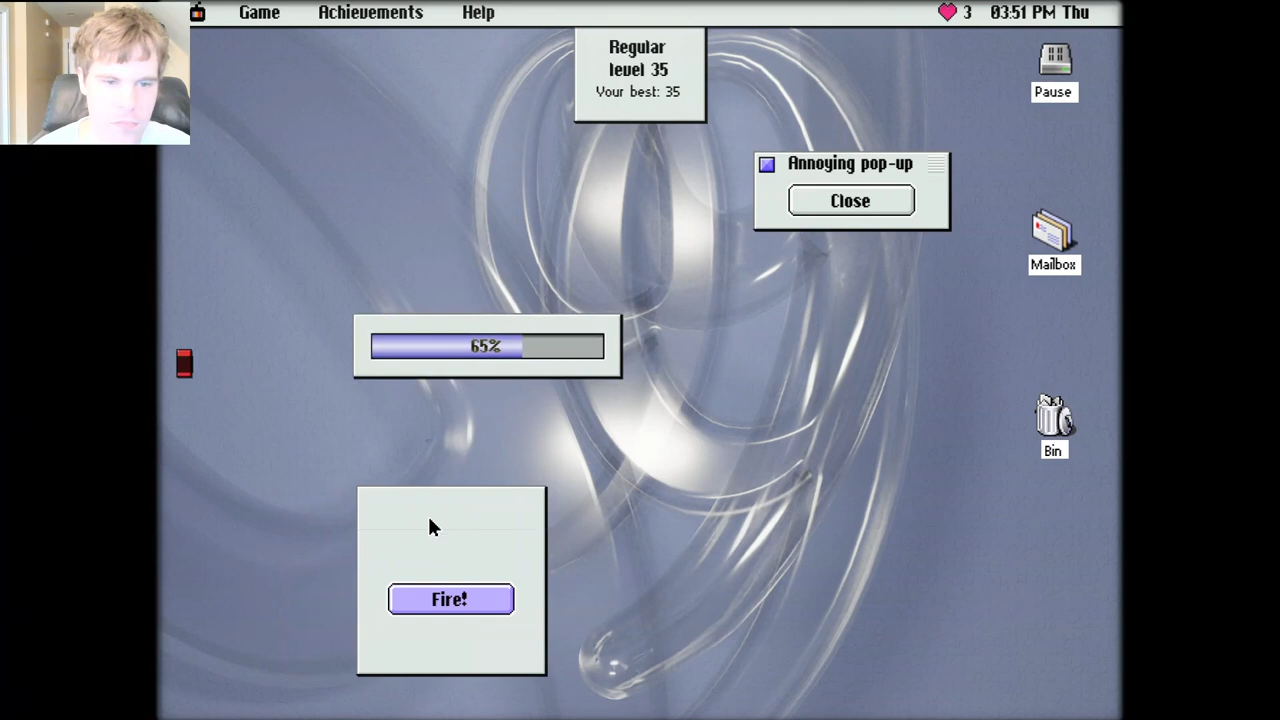 Game Achievements Help 3 03:51 PM Thu
Regular
level 35
Your best: 35
Pause
Annoying pop-up
Close
Mailbox
65%
Bin
Fire!